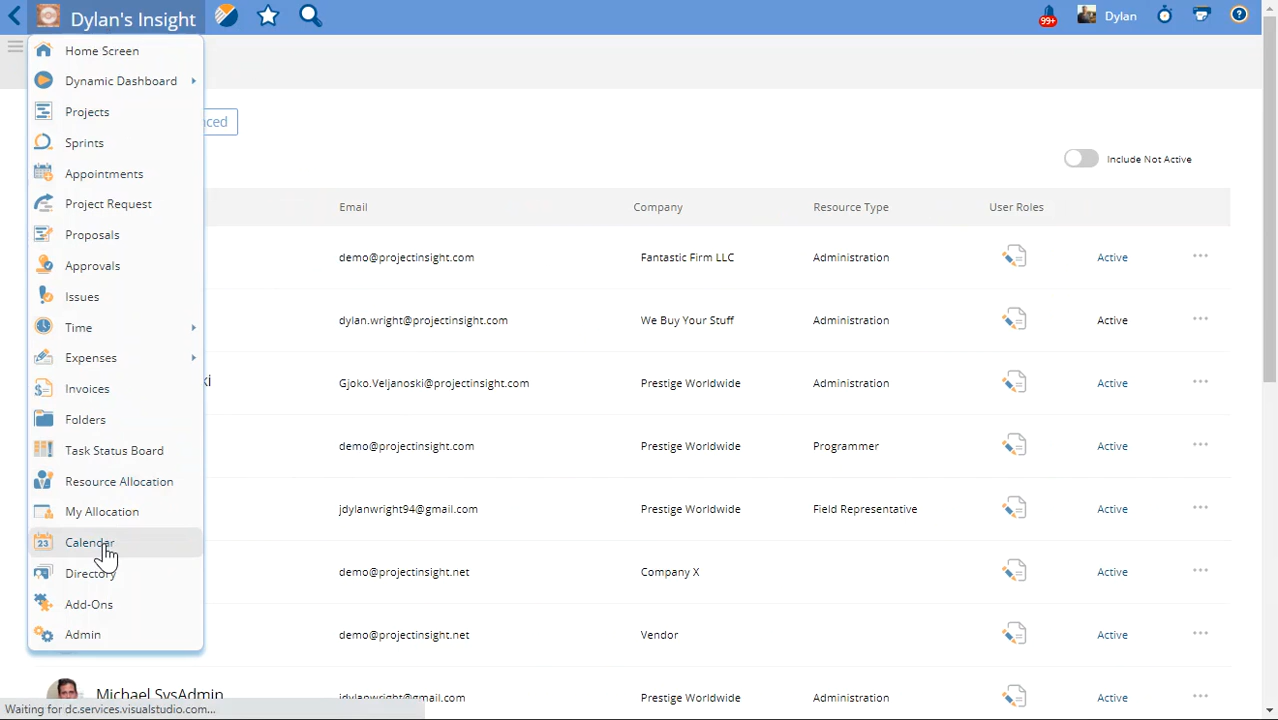 Dylan's Insight
99+
Dylan
Home Screen
Dynamic Dashboard
Projects
Sprints
Appointments
Project Request
Proposals
Approvals
Issues
Time
Expenses
Invoices
Folders
Task Status Board
Resource Allocation
My Allocation
23 Calendar
Directory
Add-Ons
Admin
nced
Include Not Active
Email Company Resource Type User Roles
demo@projectinsight.com Fantastic Firm LLC Administration Active
dylan.wright@projectinsight.com We Buy Your Stuff Administration Active
ki Gjoko.Veljanoski@projectinsight.com Prestige Worldwide Administration Active
demo@projectinsight.com Prestige Worldwide Programmer Active
jdylanwright94@gmail.com Prestige Worldwide Field Representative Active
demo@projectinsight.net Company X Active
demo@projectinsight.net Vendor Active
Michael SysAdmin jdylanwright@gmail.com Prestige Worldwide Administration Active
Waiting for dc.services.visualstudio.com...